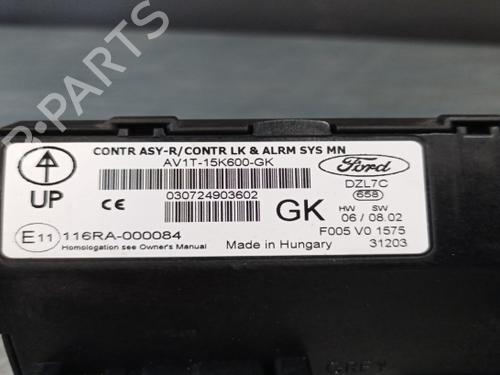 CONTR ASY-R/CONTR LK & ALRM SYS MN
AV1T-15K600-GK
Ford
UP
030724903602
DZL7C
658
GK
HW SW
06 / 08.02
E11 116RA-000084
F005 V0 1575
Homologation see Owner's Manual
Made in Hungary
31203
GREY
B-PARTS